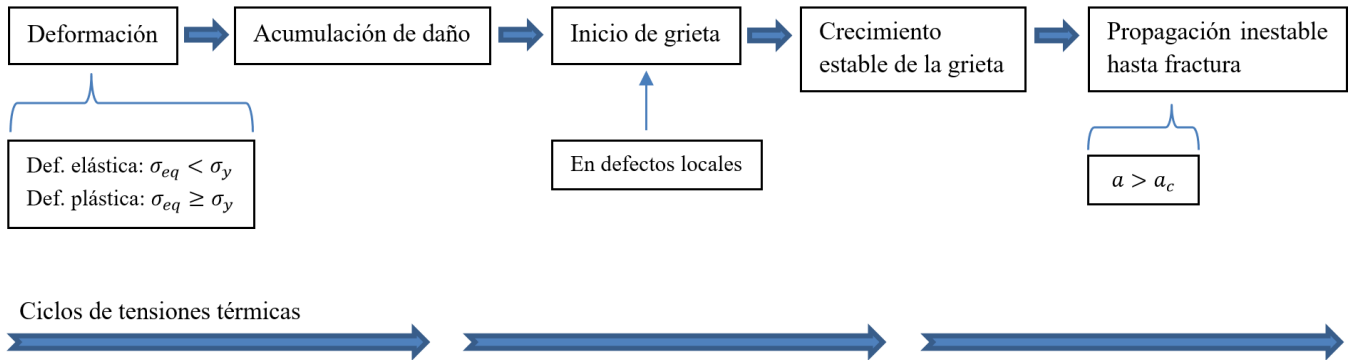 Deformación
Acumulación de daño
Inicio de grieta
Crecimiento
estable de la grieta
Propagación inestable
hasta fractura
Def. elástica: σ_eq < σ_y
Def. plástica: σ_eq ≥ σ_y
En defectos locales
a > a_c
Ciclos de tensiones térmicas